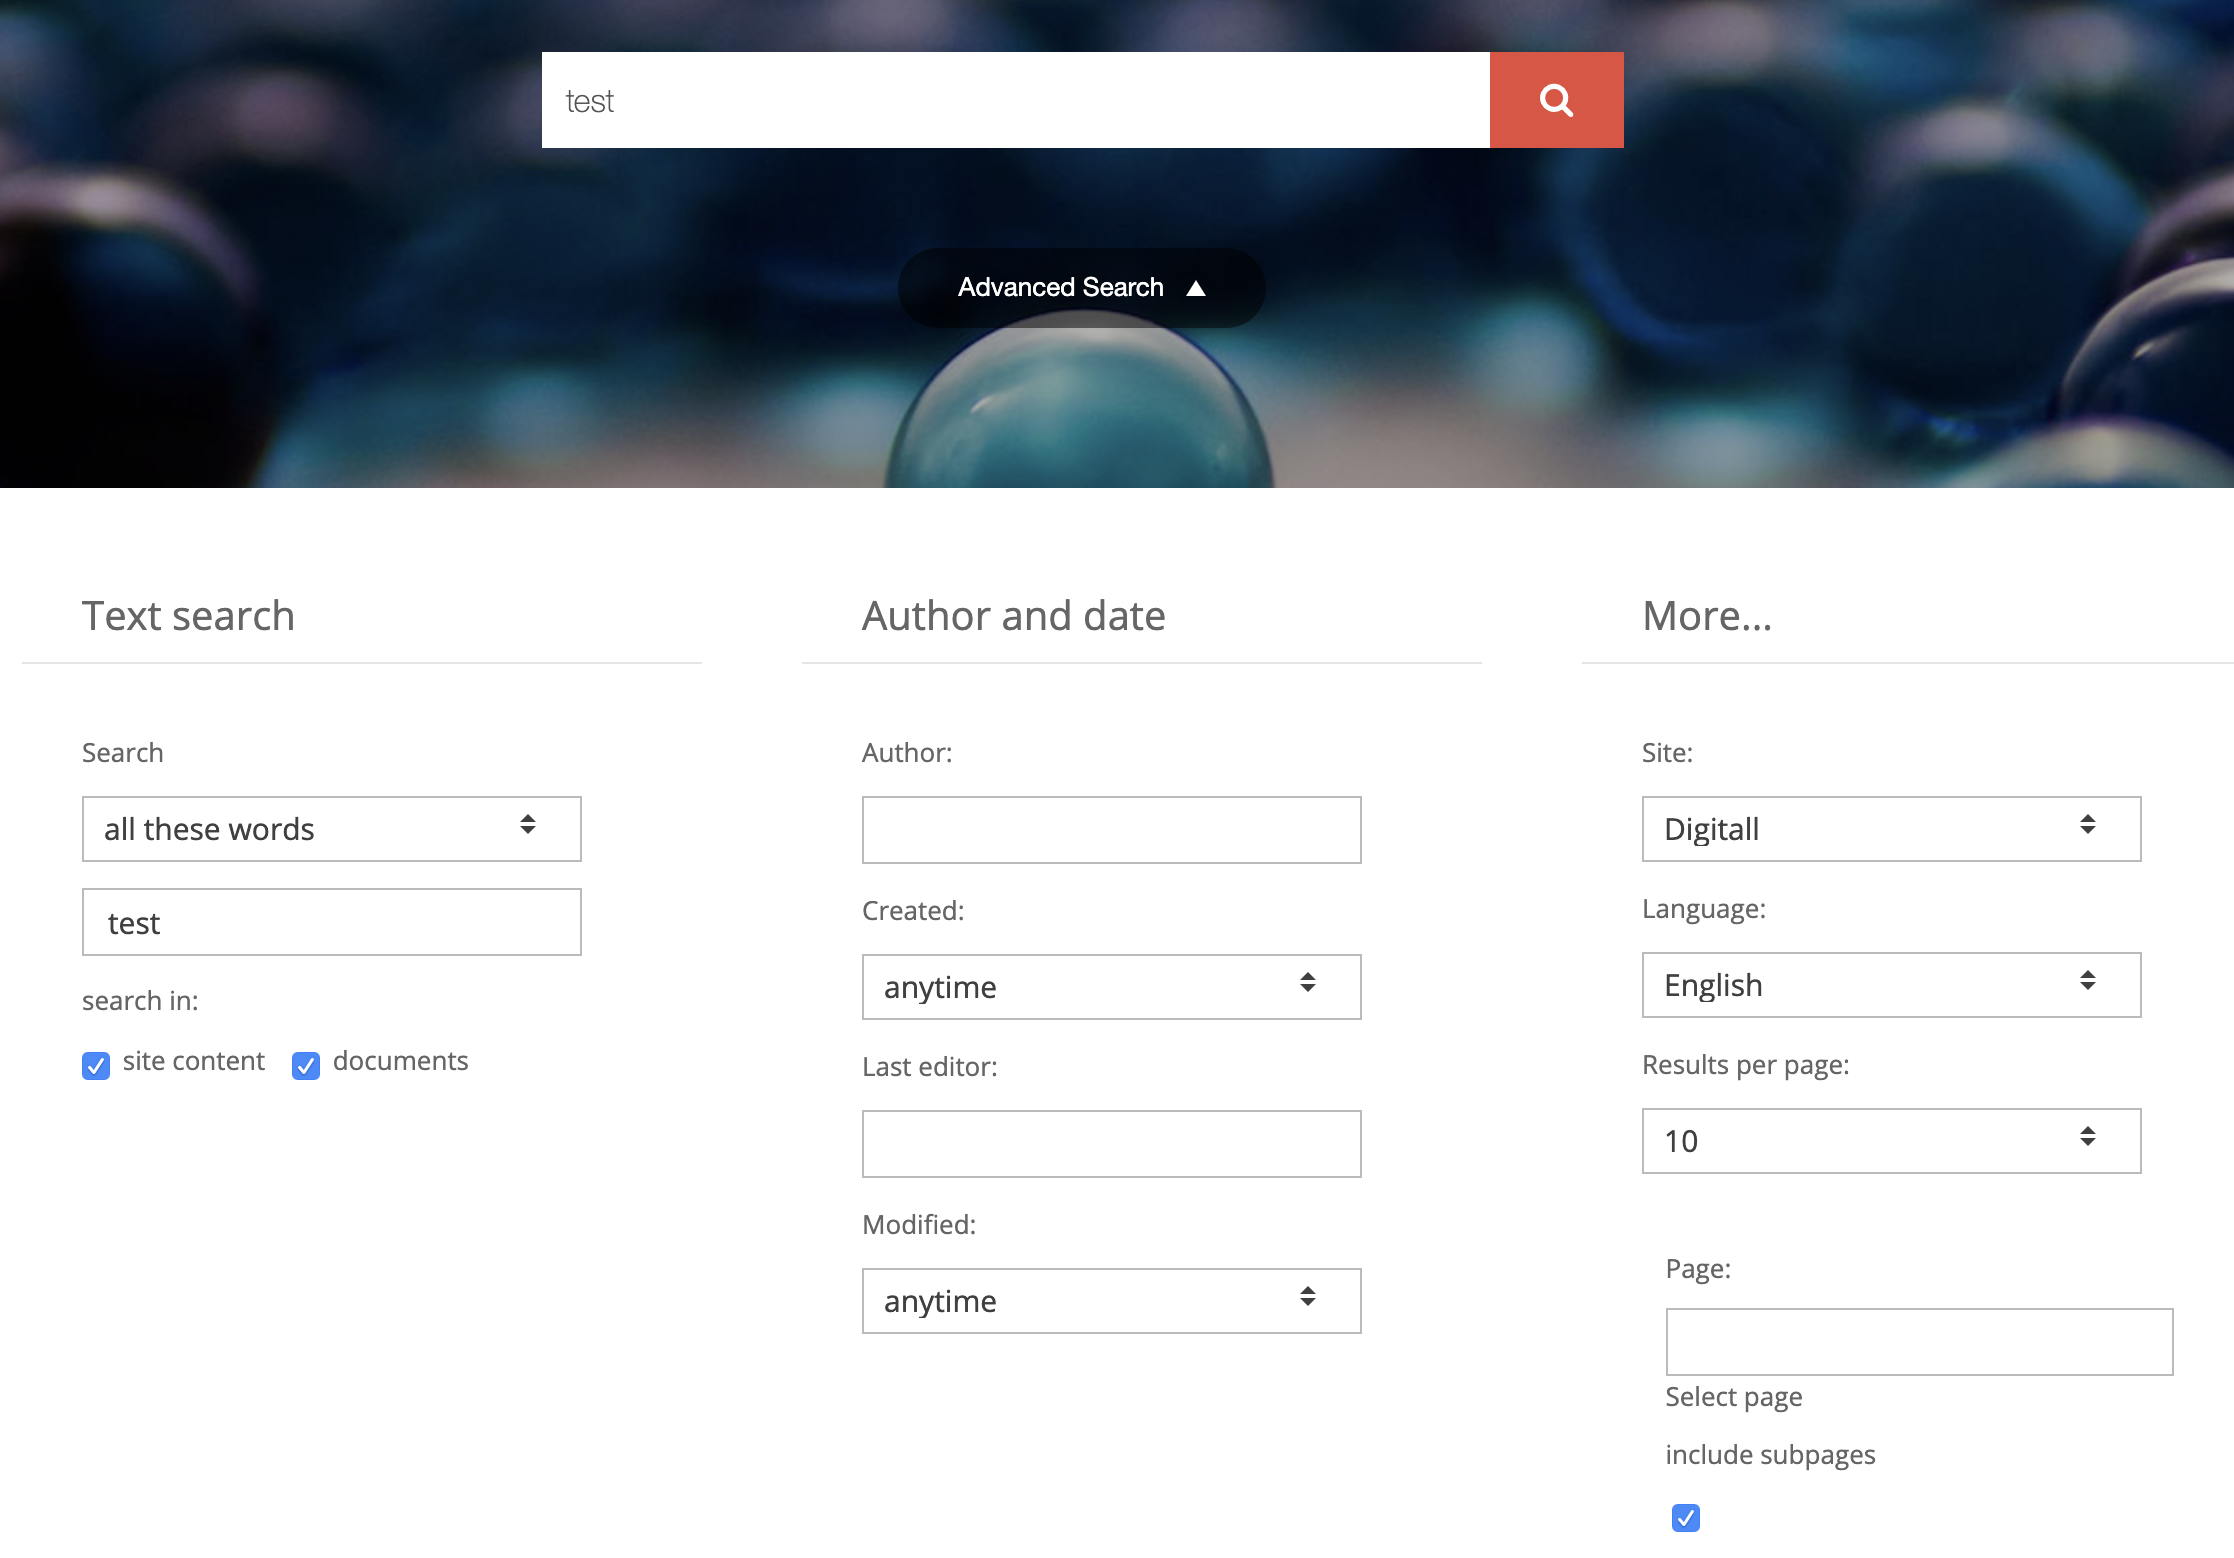 test
Advanced Search
Text search
Search
all these words
test
search in:
site content documents
Author and date
Author:
Created:
anytime
Last editor:
Modified:
anytime
More...
Site:
Digitall
Language:
English
Results per page:
10
Page:
Select page
include subpages